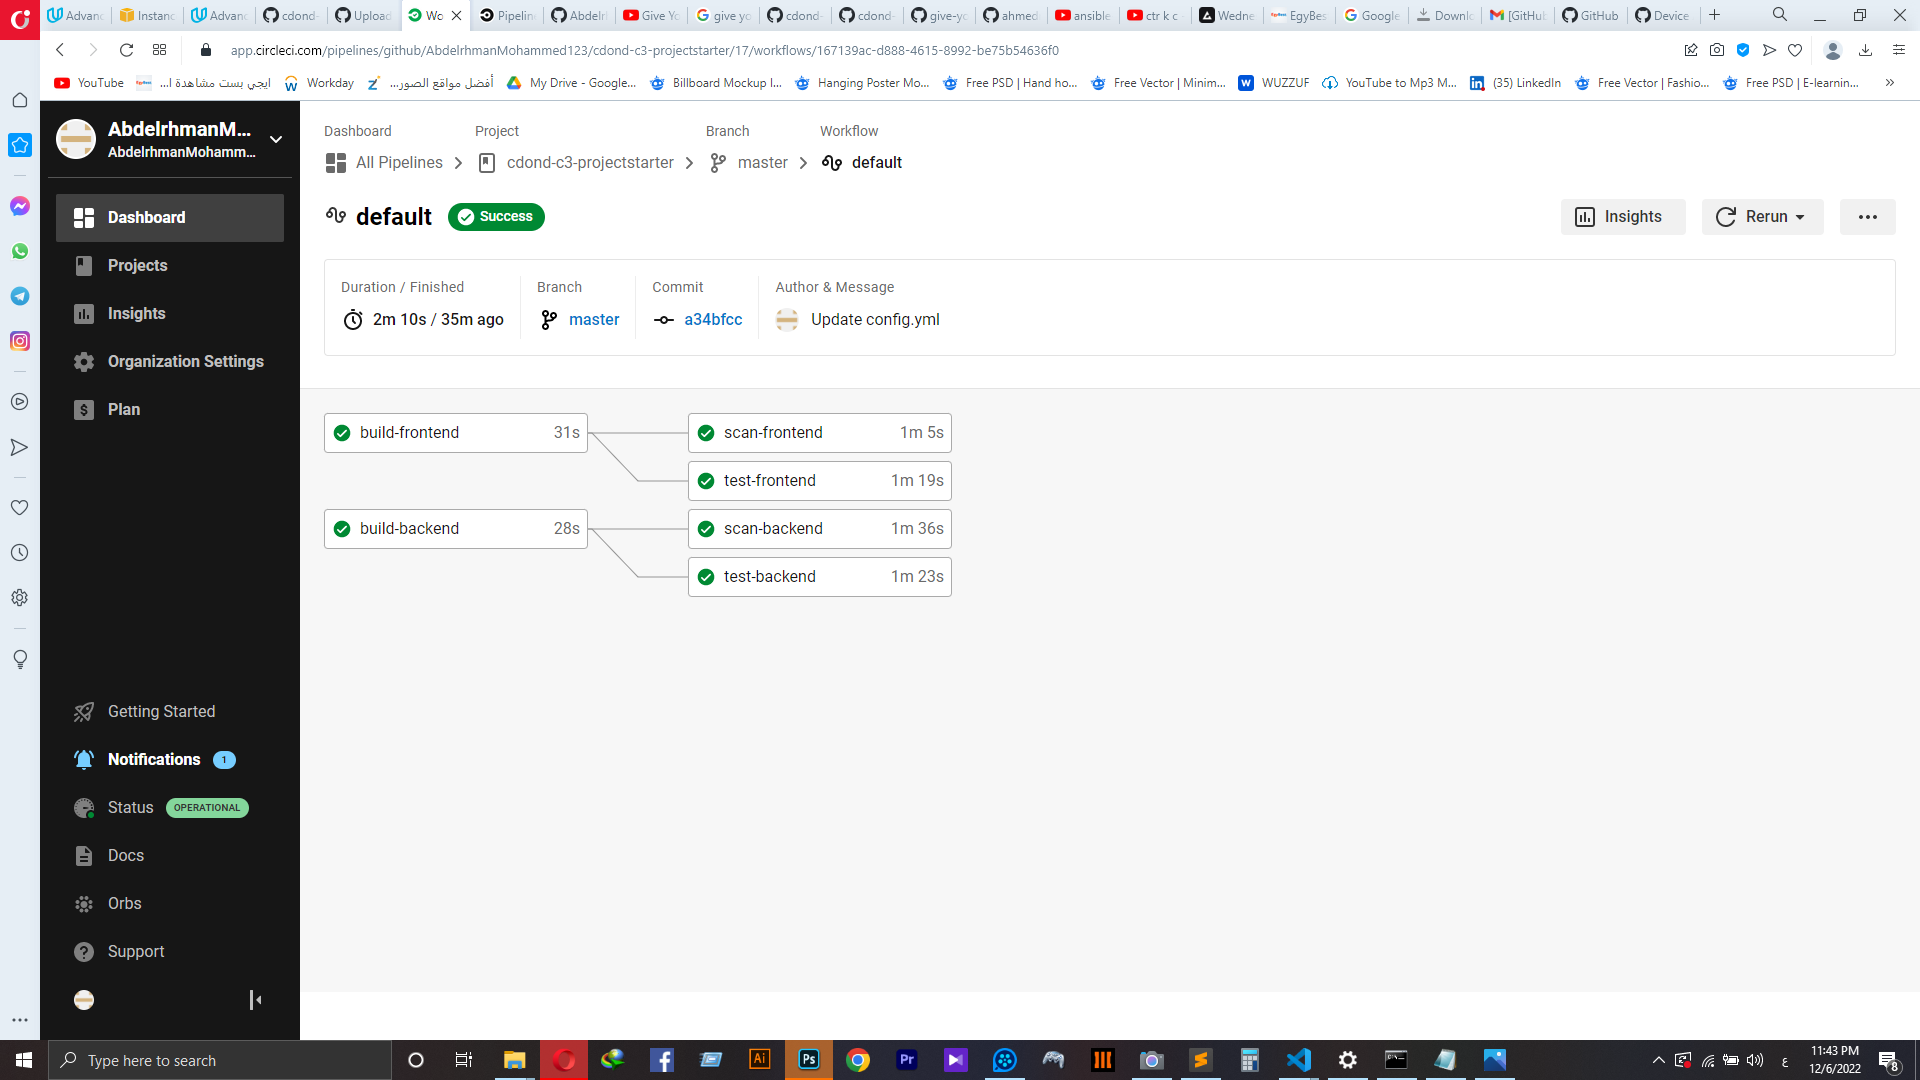 Advanc
Instanc
Advanc
cdond-
Upload
Wo
Pipelin
Abdelrh
Give Yo
give yo
cdond-
cdond-
give-yo
ahmed
ansible
ctr k c -
Wedne
EgyBes
Google
Downlo
[GitHub
GitHub
Device
app.circleci.com/pipelines/github/AbdelrhmanMohammed123/cdond-c3-projectstarter/17/workflows/167139ac-d888-4615-8992-be75b54636f0
YouTube
ايجي بست مشاهدة ا...
Workday
أفضل مواقع الصور...
My Drive - Google...
Billboard Mockup I...
Hanging Poster Mo...
Free PSD | Hand ho...
Free Vector | Minim...
WUZZUF
YouTube to Mp3 M...
(35) LinkedIn
Free Vector | Fashio...
Free PSD | E-learnin...
AbdelrhmanM...
AbdelrhmanMohamm...
Dashboard
Projects
Insights
Organization Settings
Plan
Getting Started
Notifications 1
Status OPERATIONAL
Docs
Orbs
Support
Dashboard Project Branch Workflow
All Pipelines cdond-c3-projectstarter master default
default Success
Insights Rerun
Duration / Finished Branch Commit Author & Message
2m 10s / 35m ago master a34bfcc Update config.yml
build-frontend 31s
scan-frontend 1m 5s
test-frontend 1m 19s
build-backend 28s
scan-backend 1m 36s
test-backend 1m 23s
Type here to search
Ai
Ps
Pr
ع
11:43 PM
12/6/2022
8